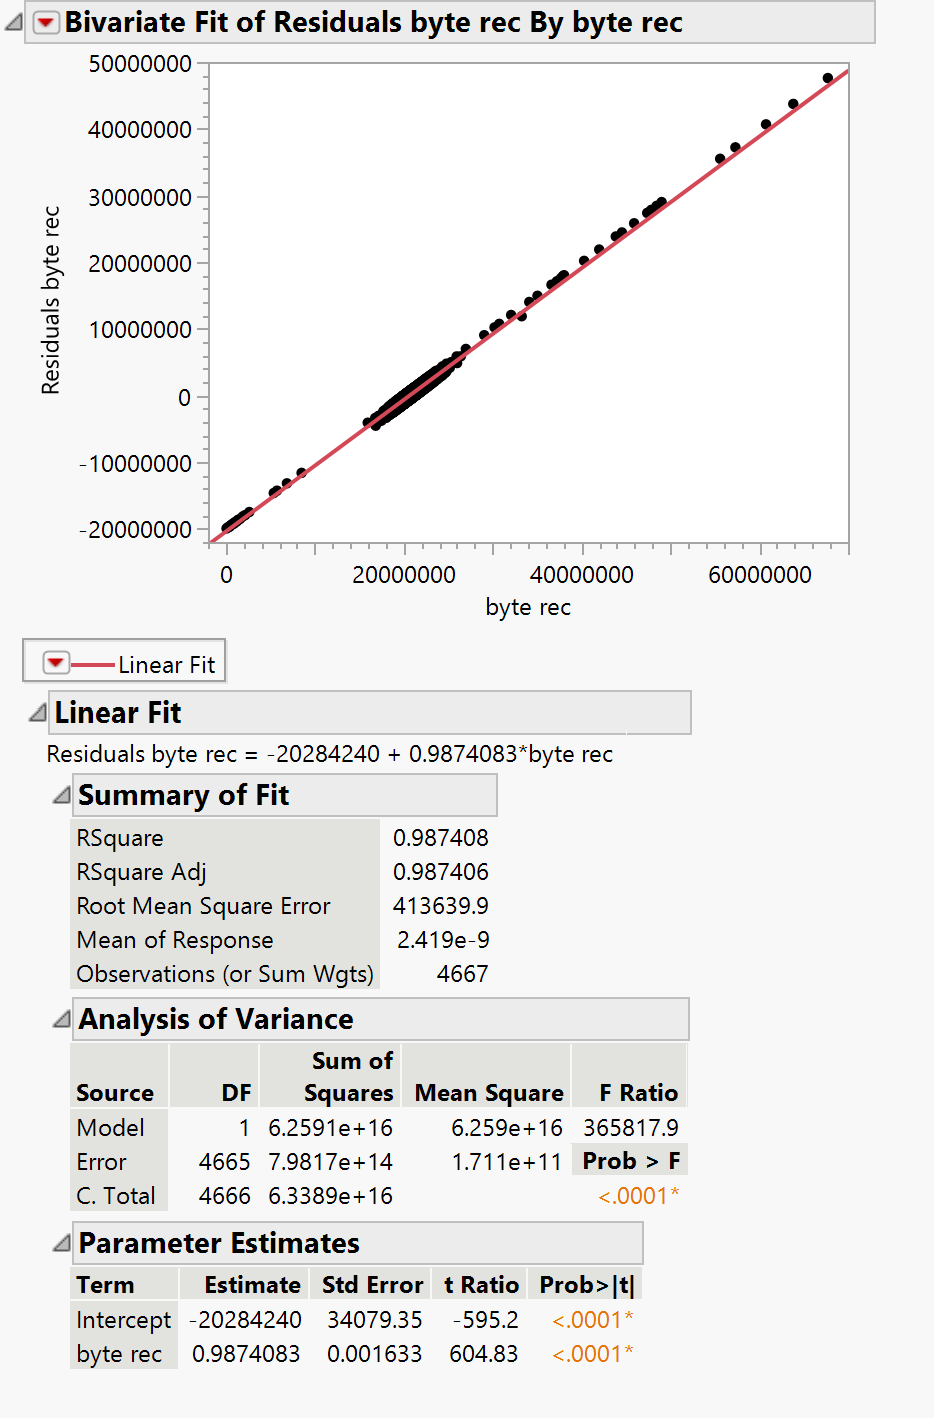 Bivariate Fit of Residuals byte rec By byte rec
50000000
40000000
30000000
20000000
10000000
0
-10000000
-20000000
Residuals byte rec
0 20000000 40000000 60000000
byte rec
Linear Fit
Linear Fit
Residuals byte rec = -20284240 + 0.9874083*byte rec
Summary of Fit
RSquare 0.987408
RSquare Adj 0.987406
Root Mean Square Error 413639.9
Mean of Response 2.419e-9
Observations (or Sum Wgts) 4667
Analysis of Variance
Sum of
Source DF Squares Mean Square F Ratio
Model 1 6.2591e+16 6.259e+16 365817.9
Error 4665 7.9817e+14 1.711e+11 Prob > F
C. Total 4666 6.3389e+16 <.0001*
Parameter Estimates
Term Estimate Std Error t Ratio Prob>|t|
Intercept -20284240 34079.35 -595.2 <.0001*
byte rec 0.9874083 0.001633 604.83 <.0001*